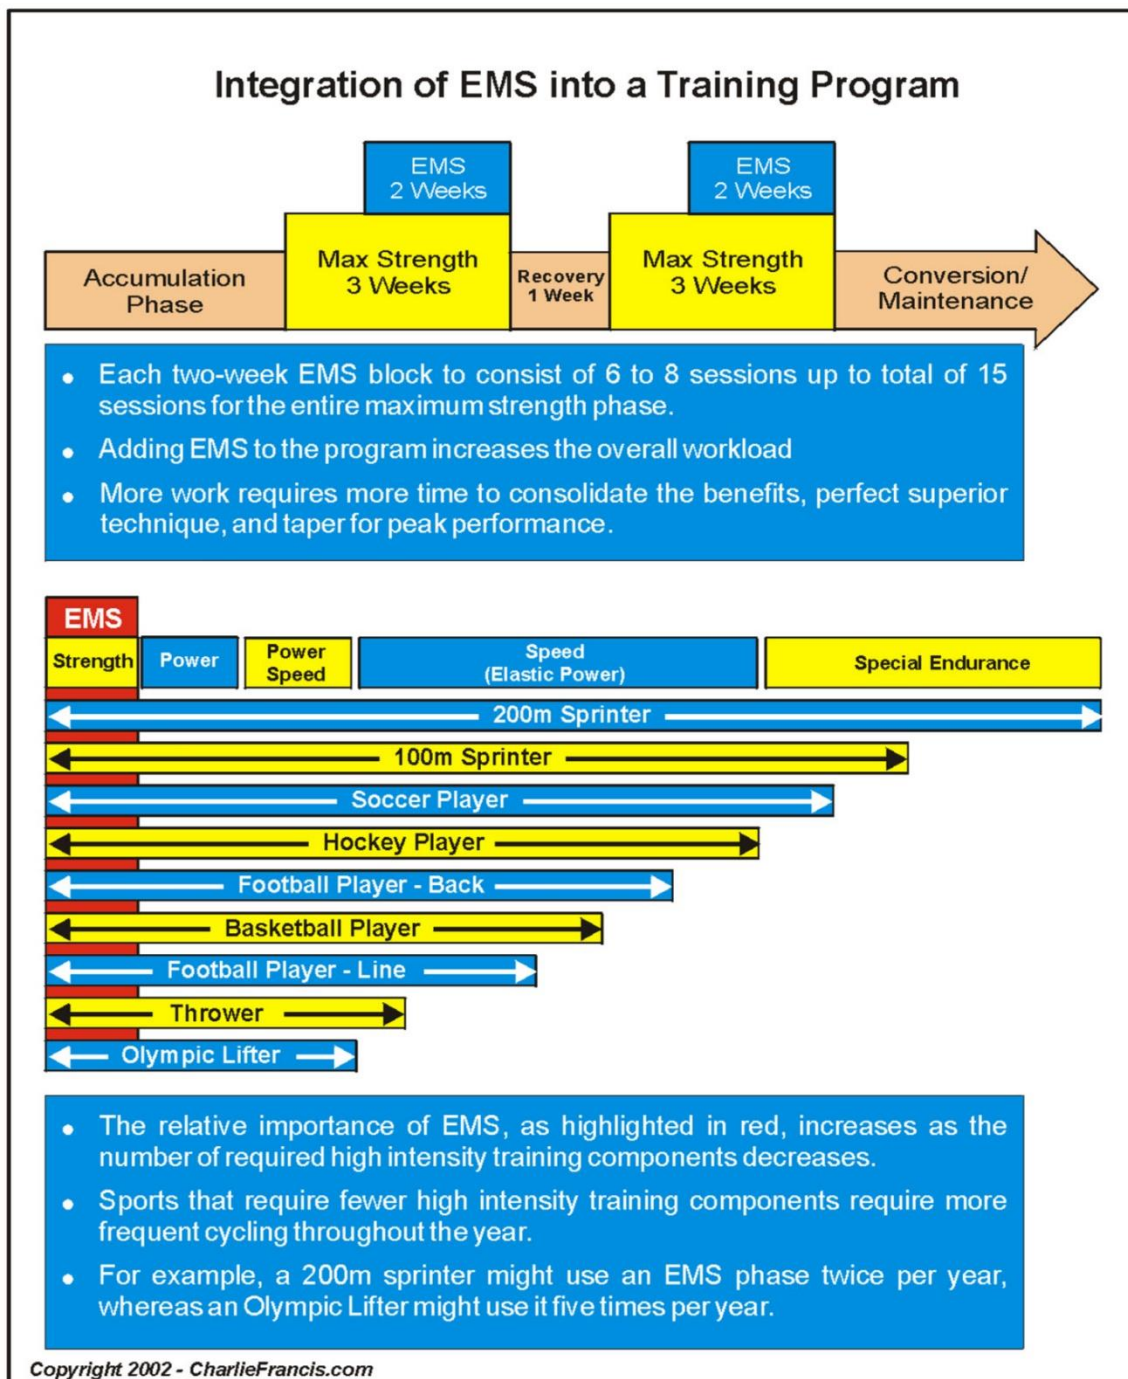 Integration of EMS into a Training Program
EMS
2 Weeks
EMS
2 Weeks
Accumulation
Phase
Max Strength
3 Weeks
Recovery
1 Week
Max Strength
3 Weeks
Conversion/
Maintenance
• Each two-week EMS block to consist of 6 to 8 sessions up to total of 15
sessions for the entire maximum strength phase.
• Adding EMS to the program increases the overall workload
• More work requires more time to consolidate the benefits, perfect superior
technique, and taper for peak performance.
EMS
Strength
Power
Power
Speed
Speed
(Elastic Power)
Special Endurance
200m Sprinter
100m Sprinter
Soccer Player
Hockey Player
Football Player - Back
Basketball Player
Football Player - Line
Thrower
Olympic Lifter
• The relative importance of EMS, as highlighted in red, increases as the
number of required high intensity training components decreases.
• Sports that require fewer high intensity training components require more
frequent cycling throughout the year.
• For example, a 200m sprinter might use an EMS phase twice per year,
whereas an Olympic Lifter might use it five times per year.
Copyright 2002 - CharlieFrancis.com